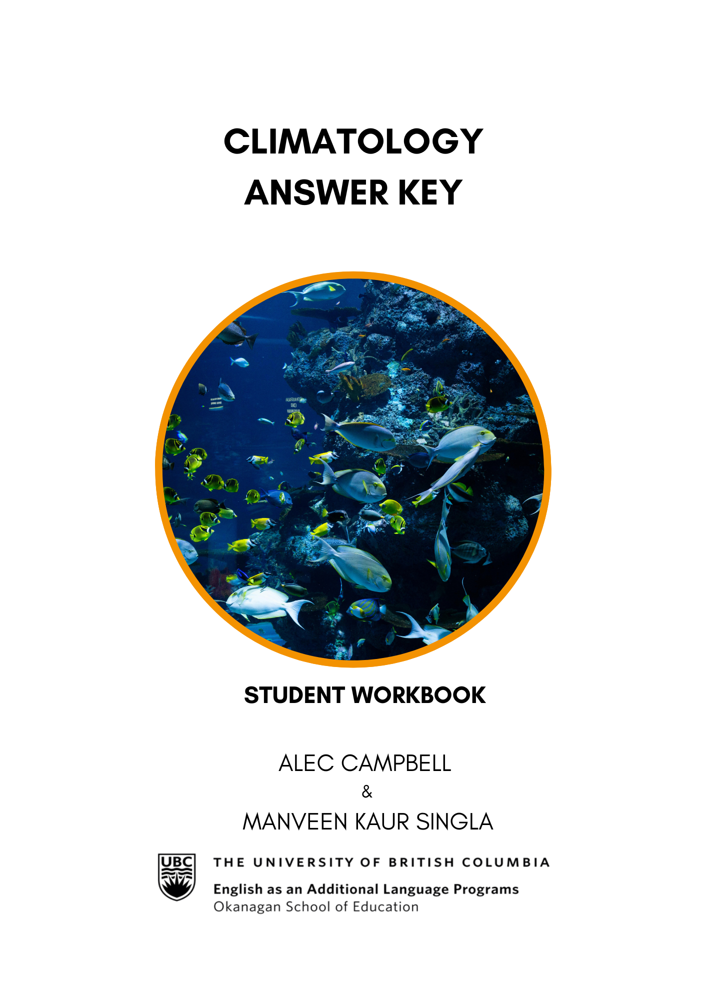 CLIMATOLOGY
ANSWER KEY
STUDENT WORKBOOK
ALEC CAMPBELL
&
MANVEEN KAUR SINGLA
UBC
THE UNIVERSITY OF BRITISH COLUMBIA
English as an Additional Language Programs
Okanagan School of Education